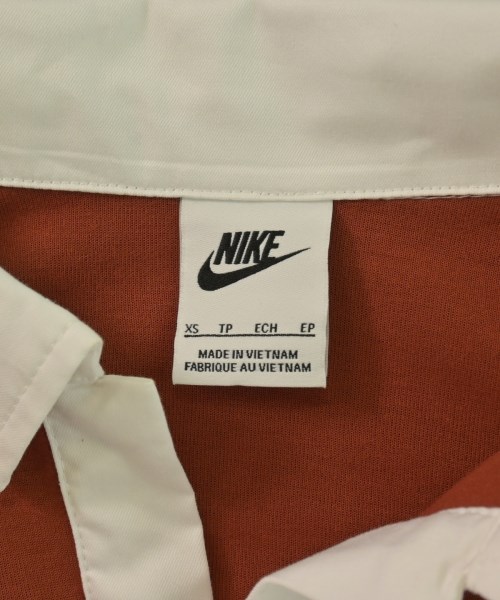 NIKE
XS TP ECH EP
MADE IN VIETNAM
FABRIQUE AU VIETNAM